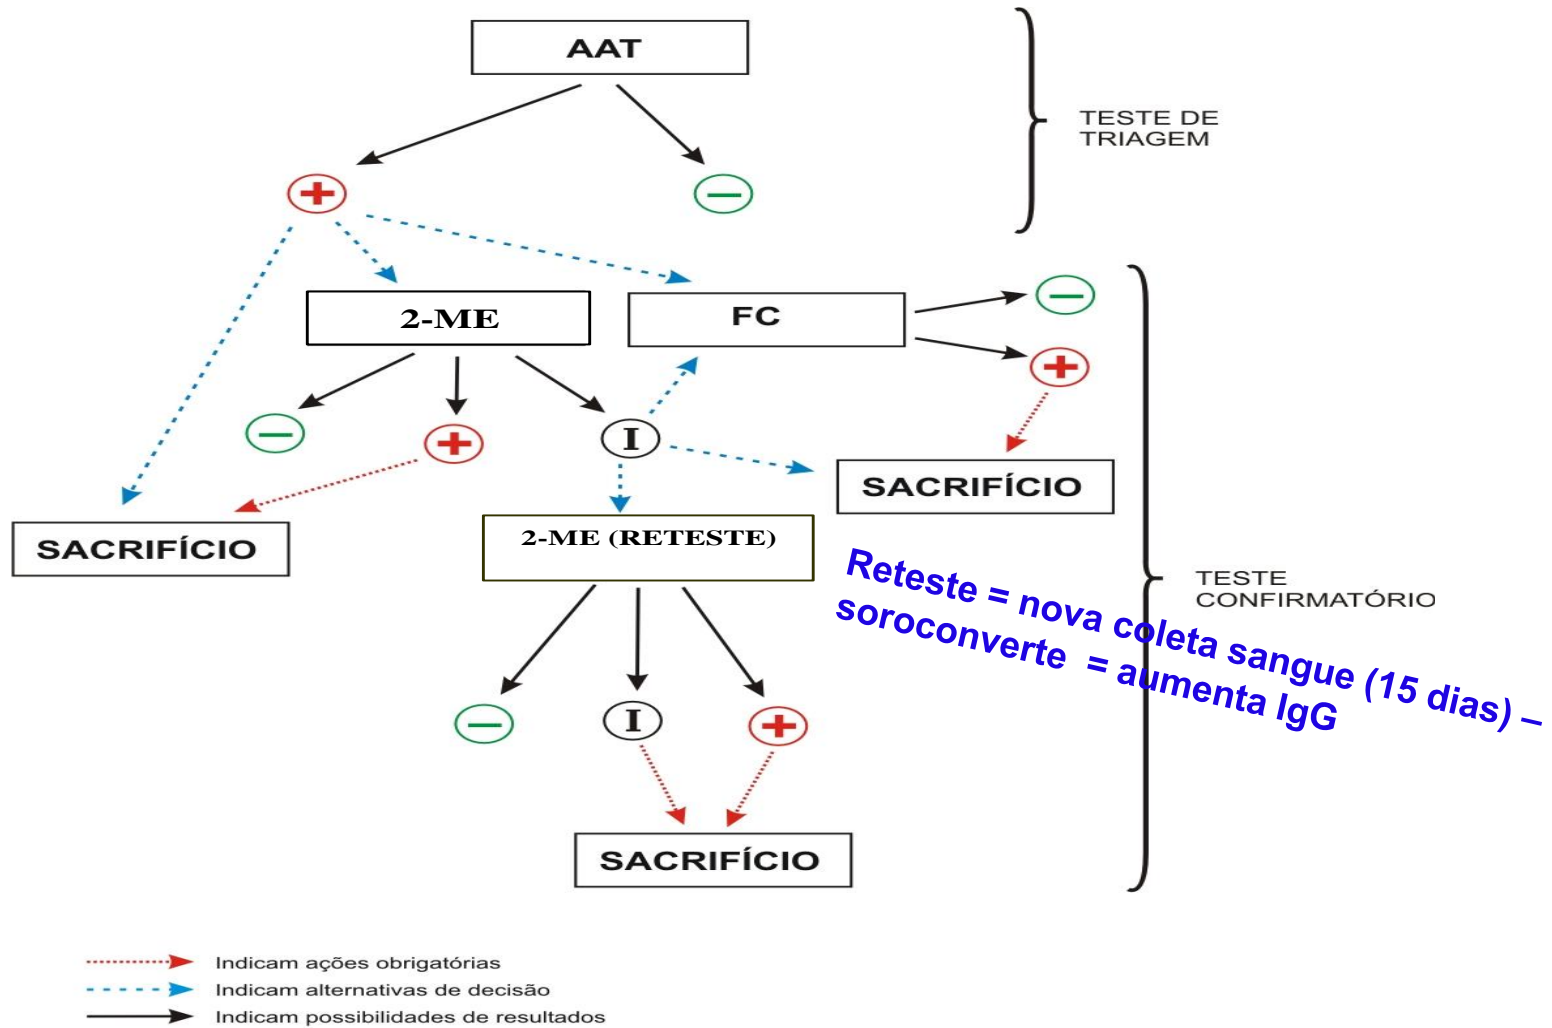 AAT
TESTE DE
TRIAGEM
+
−
2-ME
FC
−
+
−
+
I
SACRIFÍCIO
SACRIFÍCIO
2-ME (RETESTE)
Reteste = nova coleta sangue (15 dias) –
soroconverte = aumenta IgG
TESTE
CONFIRMATÓRIO
−
I
+
SACRIFÍCIO
Indicam ações obrigatórias
Indicam alternativas de decisão
Indicam possibilidades de resultados